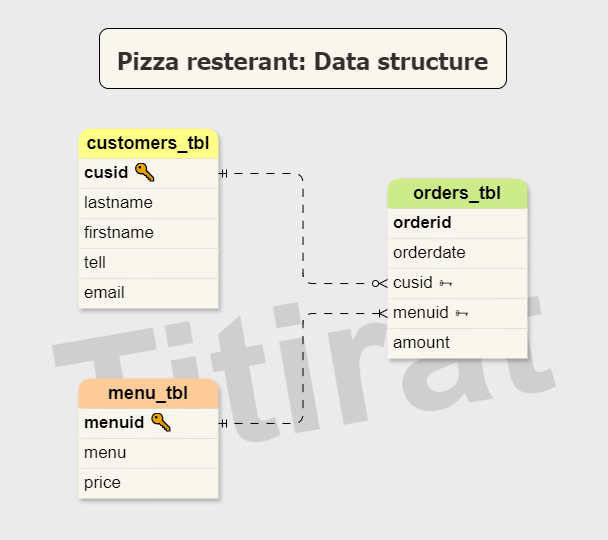 Pizza resterant: Data structure
customers_tbl
cusid
lastname
firstname
tell
email
orders_tbl
orderid
orderdate
cusid
menuid
amount
menu_tbl
menuid
menu
price
Titirat